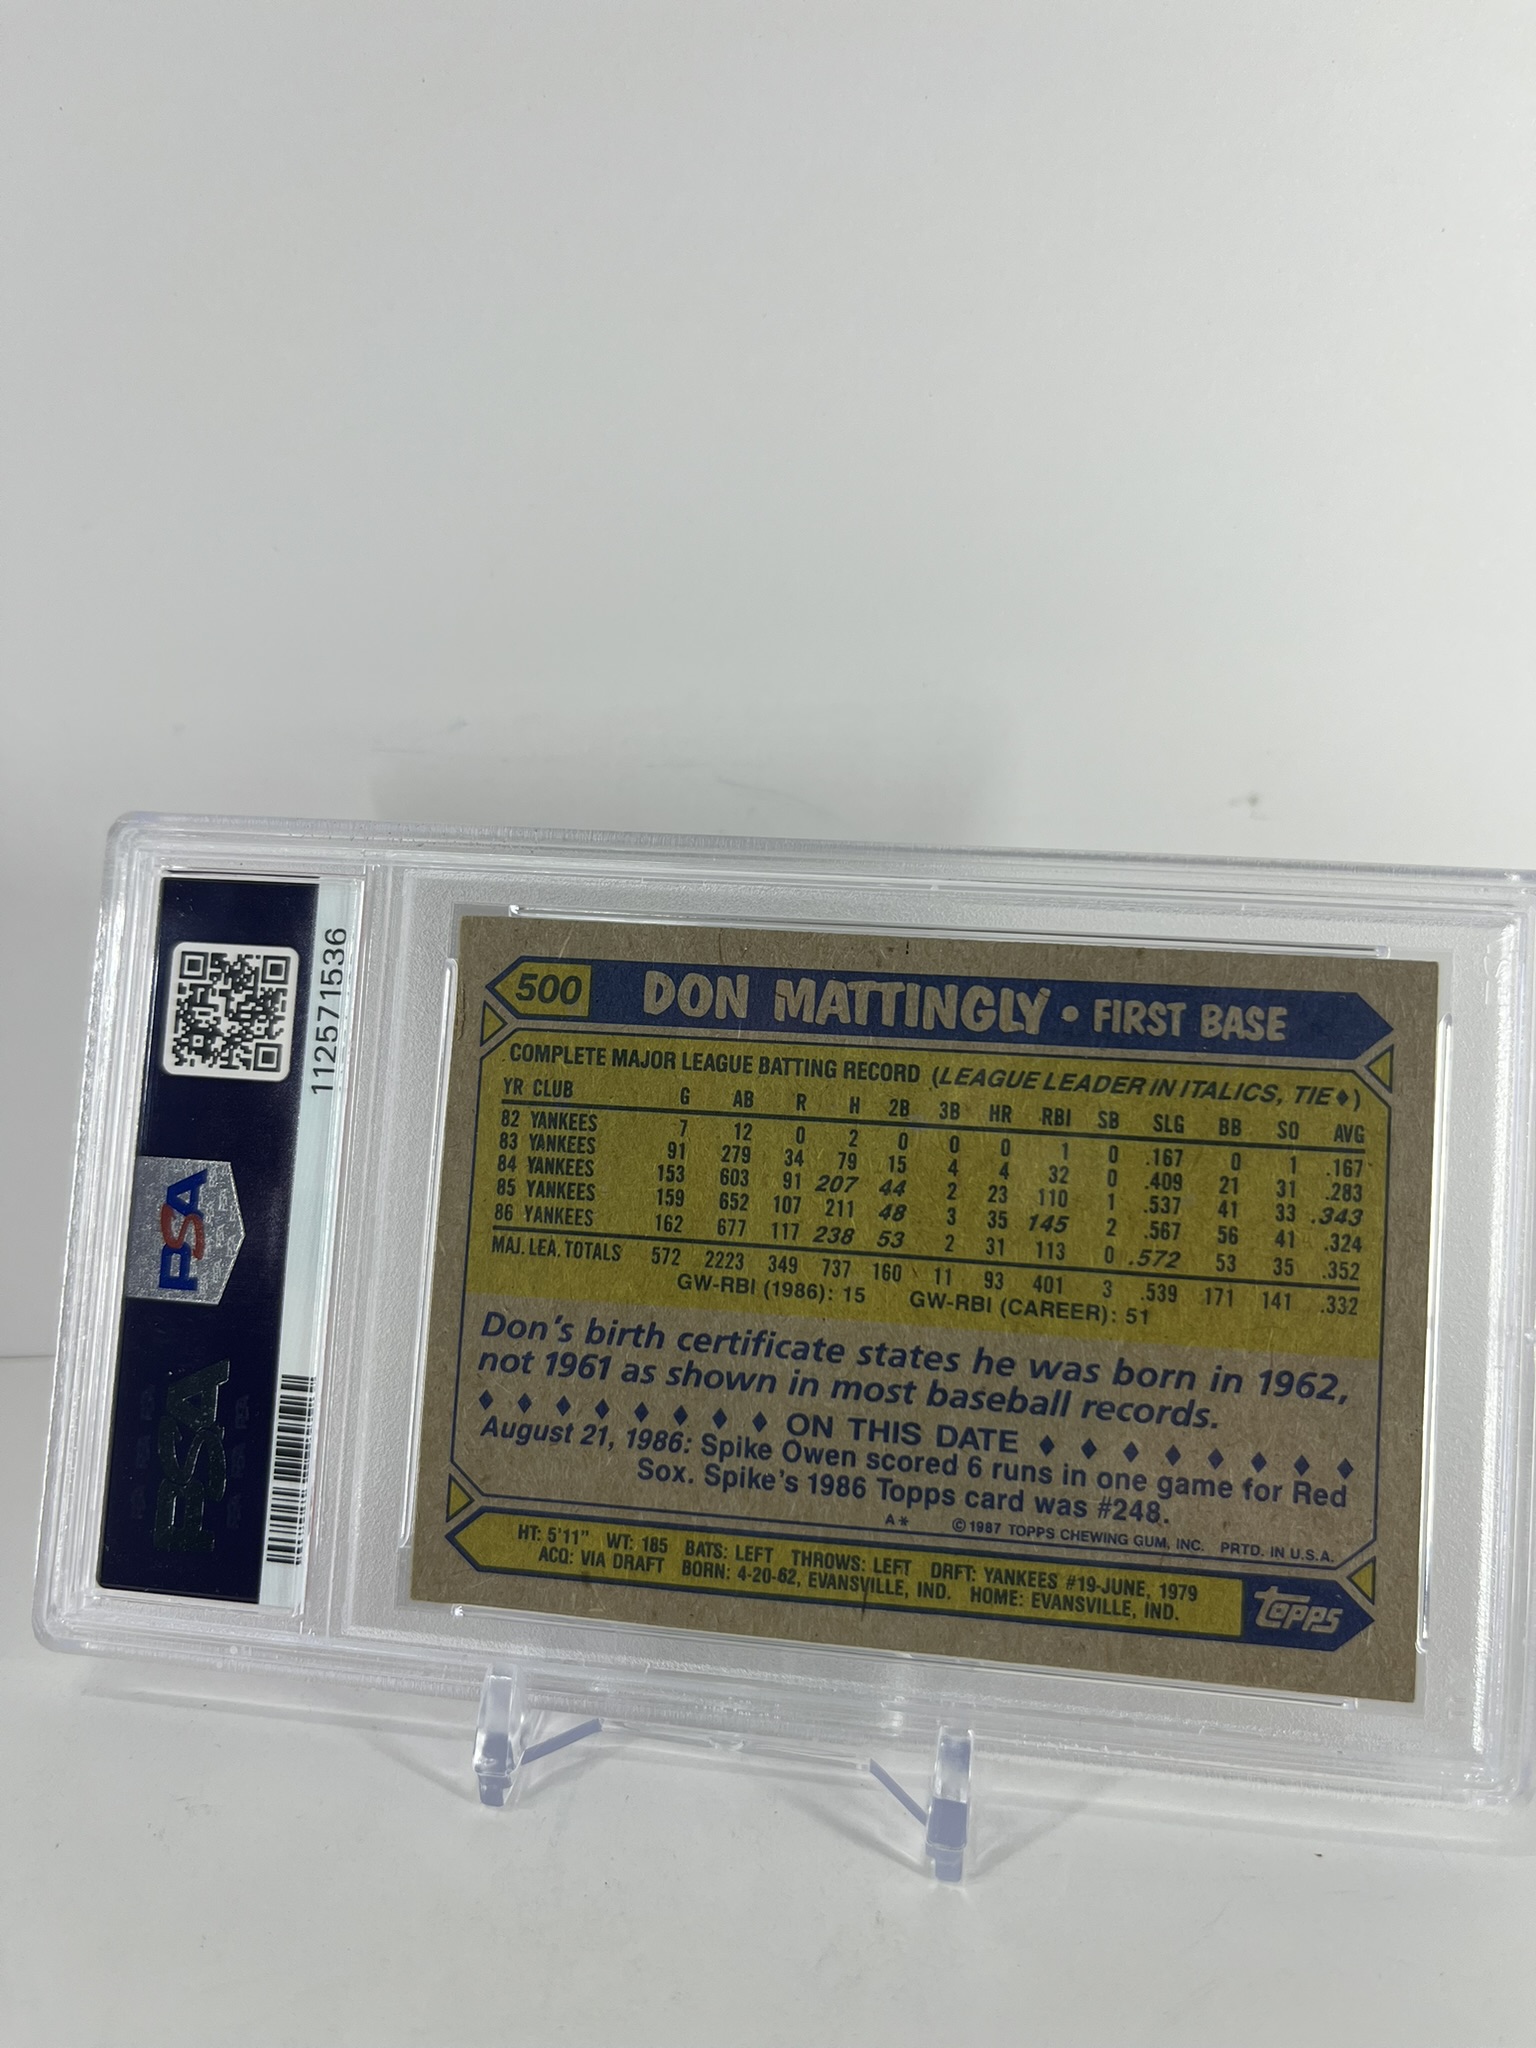 112571536
PSA
PSA
500 DON MATTINGLY • FIRST BASE
COMPLETE MAJOR LEAGUE BATTING RECORD (LEAGUE LEADER IN ITALICS, TIE♦)
YR CLUB G AB R H 2B 3B HR RBI SB SLG BB SO AVG
82 YANKEES 7 12 0 2 0 0 0 1 0 .167 0 1 .167
83 YANKEES 91 279 34 79 15 4 4 32 0 .409 21 31 .283
84 YANKEES 153 603 91 207 44 2 23 110 1 .537 41 33 .343
85 YANKEES 159 652 107 211 48 3 35 145 2 .567 56 41 .324
86 YANKEES 162 677 117 238 53 2 31 113 0 .572 53 35 .352
MAJ. LEA. TOTALS 572 2223 349 737 160 11 93 401 3 .539 171 141 .332
GW-RBI (1986): 15 GW-RBI (CAREER): 51
Don's birth certificate states he was born in 1962,
not 1961 as shown in most baseball records.
♦ ♦ ♦ ♦ ♦ ♦ ♦ ♦ ON THIS DATE ♦ ♦ ♦ ♦ ♦ ♦ ♦ ♦
August 21, 1986: Spike Owen scored 6 runs in one game for Red
Sox. Spike's 1986 Topps card was #248.
A* ©1987 TOPPS CHEWING GUM, INC. PRTD. IN U.S.A.
HT: 5'11" WT: 185 BATS: LEFT THROWS: LEFT DRFT: YANKEES #19-JUNE, 1979
ACQ: VIA DRAFT BORN: 4-20-62, EVANSVILLE, IND. HOME: EVANSVILLE, IND.
TOPPS